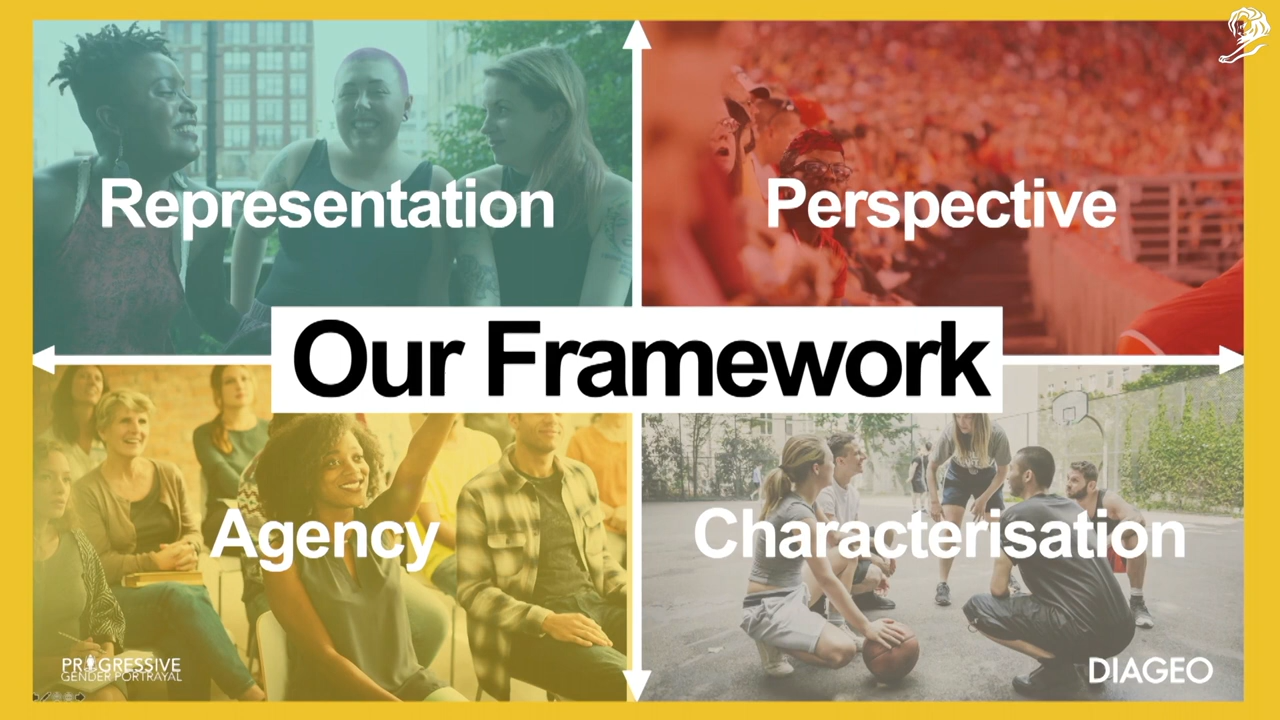 Representation
Perspective
Our Framework
Agency
Characterisation
PROGRESSIVE
GENDER PORTRAYAL
DIAGEO